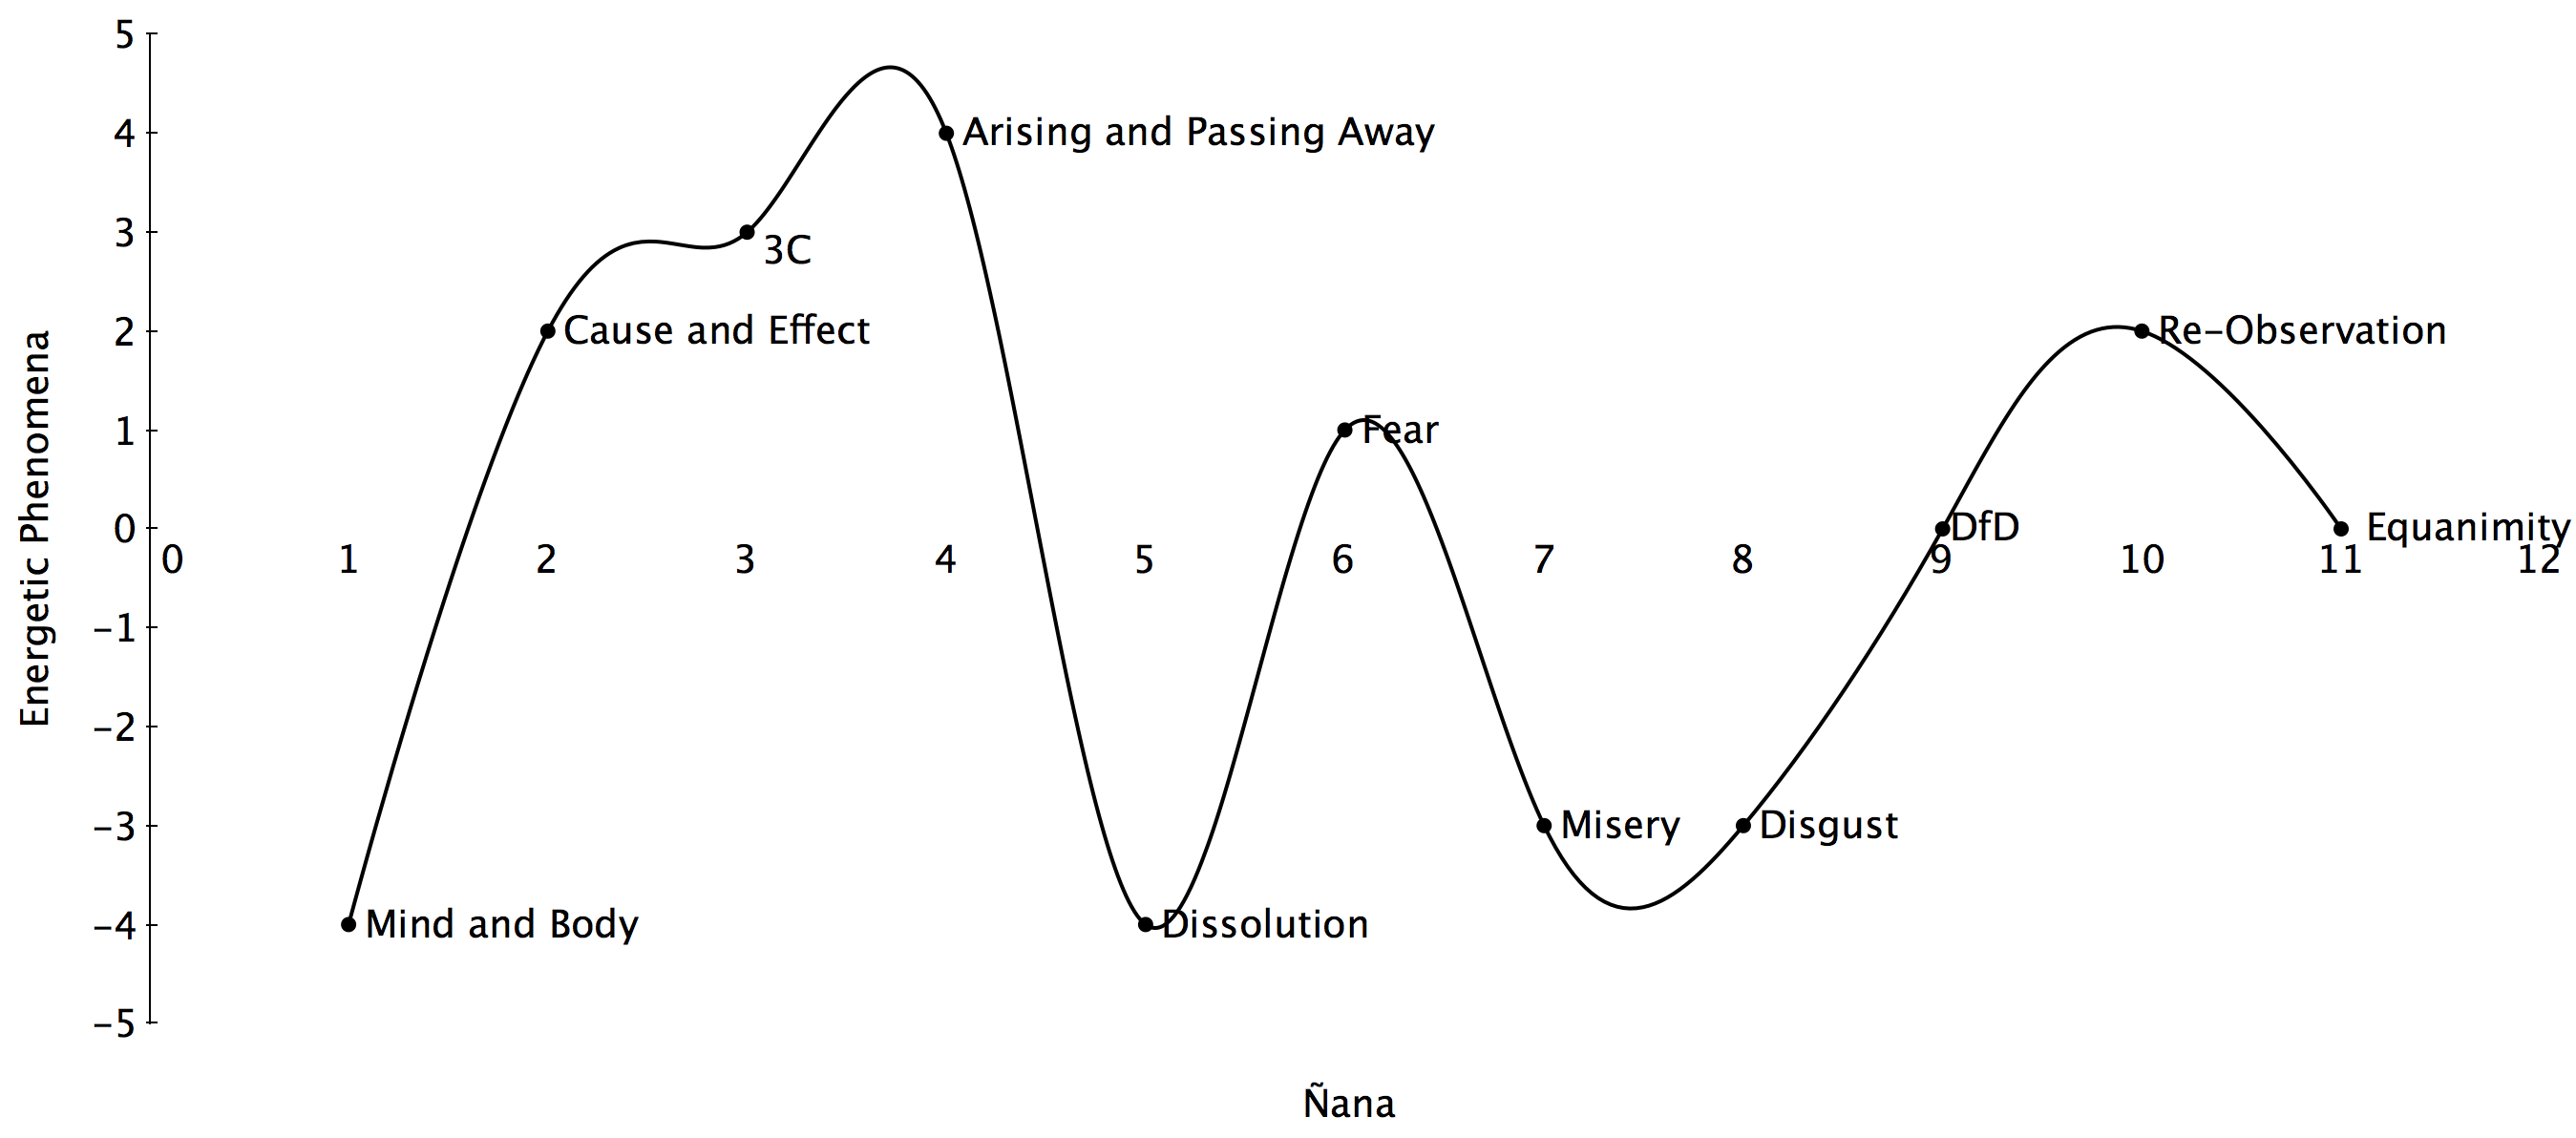 5
4
Arising and Passing Away
3
3C
2
Cause and Effect
Re-Observation
1
Fear
0
DfD
Equanimity
0 1 2 3 4 5 6 7 8 9 10 11 12
-1
-2
-3
Misery
Disgust
-4
Mind and Body
Dissolution
-5
Energetic Phenomena
Ñana